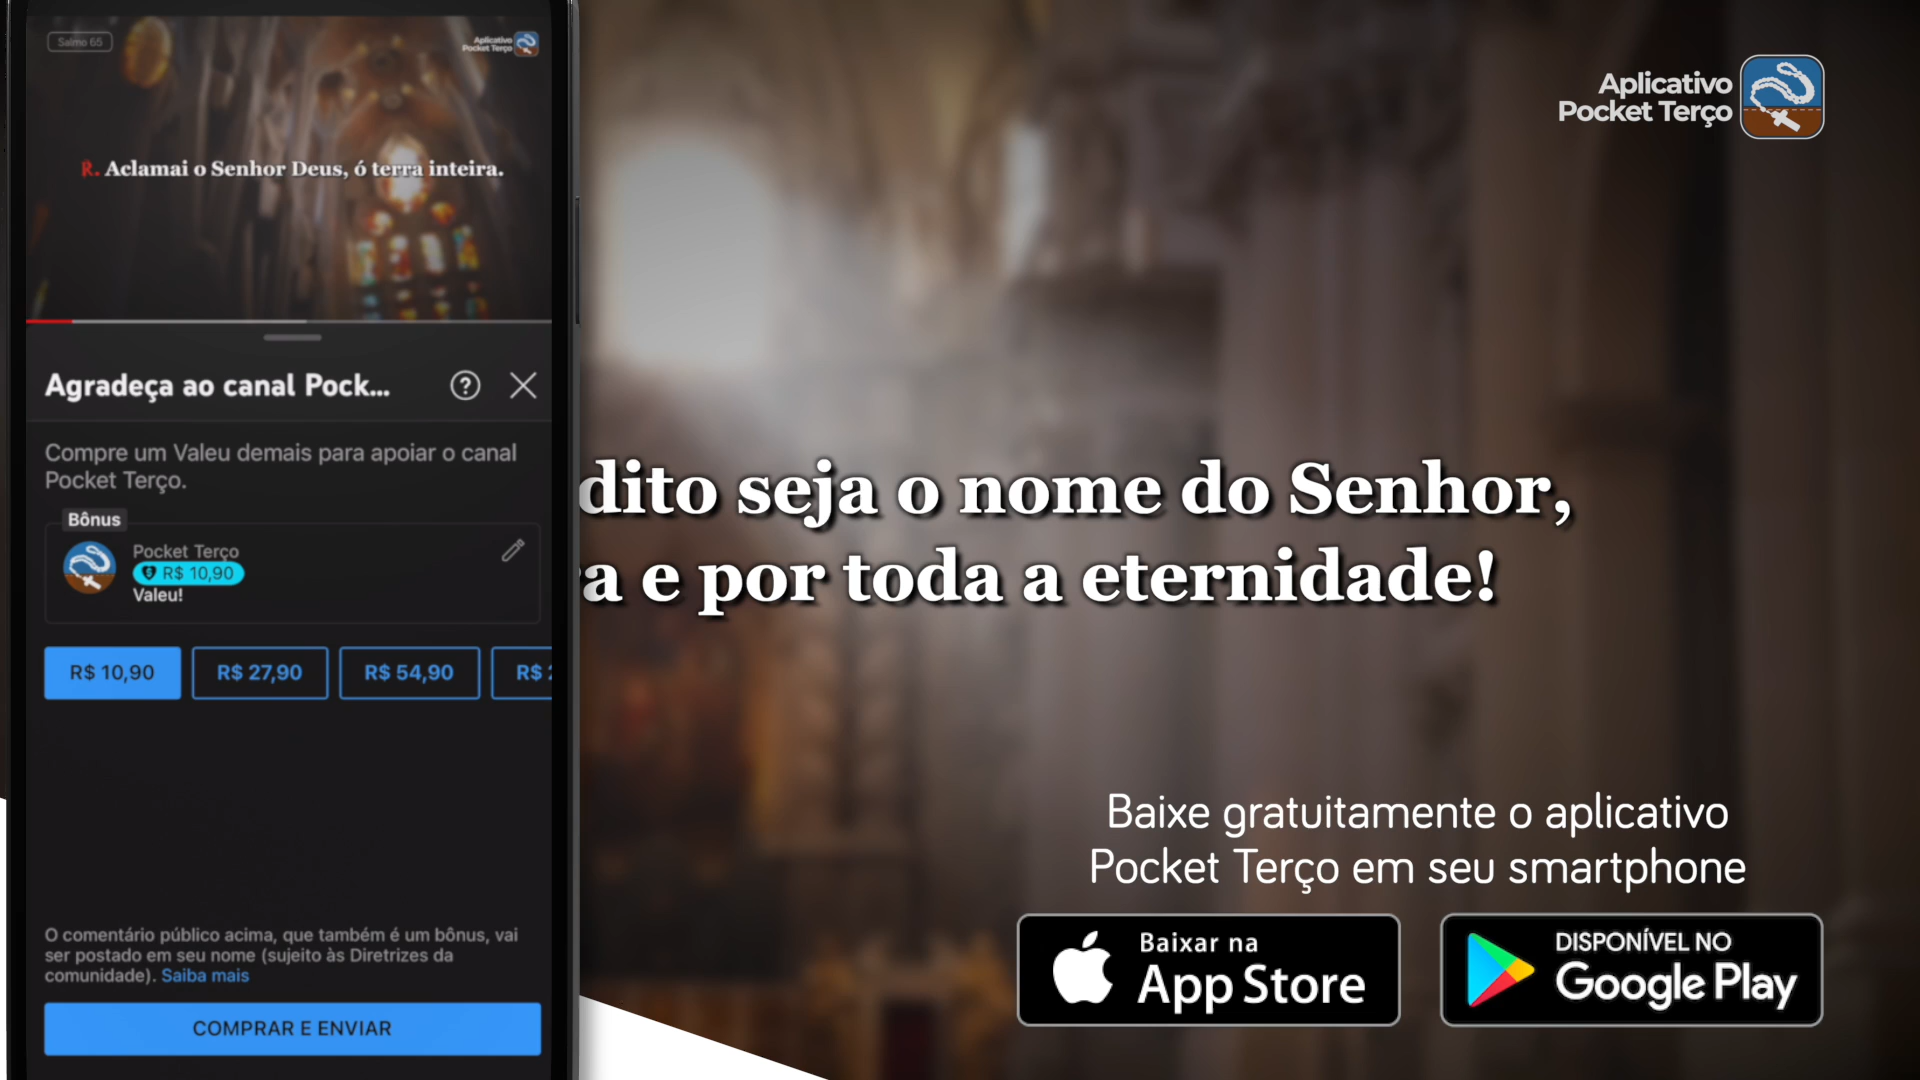 Salmo 65
Aplicativo
Pocket Terço
R. Aclamai o Senhor Deus, ó terra inteira.
Agradeça ao canal Pock...
Compre um Valeu demais para apoiar o canal
Pocket Terço.
Bônus
Pocket Terço
R$ 10,90
Valeu!
R$ 10,90
R$ 27,90
R$ 54,90
R$
O comentário público acima, que também é um bônus, vai
ser postado em seu nome (sujeito às Diretrizes da
comunidade). Saiba mais
COMPRAR E ENVIAR
Aplicativo
Pocket Terço
dito seja o nome do Senhor,
a e por toda a eternidade!
Baixe gratuitamente o aplicativo
Pocket Terço em seu smartphone
Baixar na
App Store
DISPONÍVEL NO
Google Play